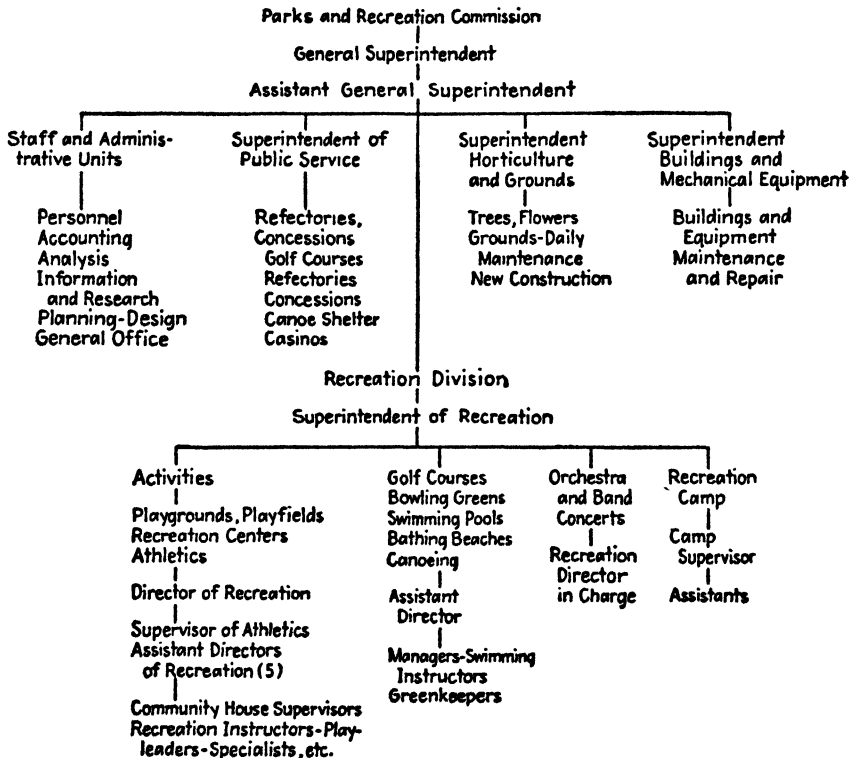 Parks and Recreation Commission
General Superintendent
Assistant General Superintendent
Staff and Adminis-
trative Units
Personnel
Accounting
Analysis
Information
and Research
Planning-Design
General Office
Superintendent of
Public Service
Refectories,
Concessions
Golf Courses
Refectories
Concessions
Canoe Shelter
Casinos
Superintendent
Horticulture
and Grounds
Trees, Flowers
Grounds-Daily
Maintenance
New Construction
Superintendent
Buildings and
Mechanical Equipment
Buildings and
Equipment
Maintenance
and Repair
Recreation Division
Superintendent of Recreation
Activities
Playgrounds, Playfields
Recreation Centers
Athletics
Director of Recreation
Supervisor of Athletics
Assistant Directors
of Recreation (5)
Community House Supervisors
Recreation Instructors-Play-
leaders-Specialists, etc.
Golf Courses
Bowling Greens
Swimming Pools
Bathing Beaches
Canoeing
Assistant
Director
Managers-Swimming
Instructors
Greenkeepers
Orchestra
and Band
Concerts
Recreation
Director
in Charge
Recreation
Camp
Camp
Supervisor
Assistants